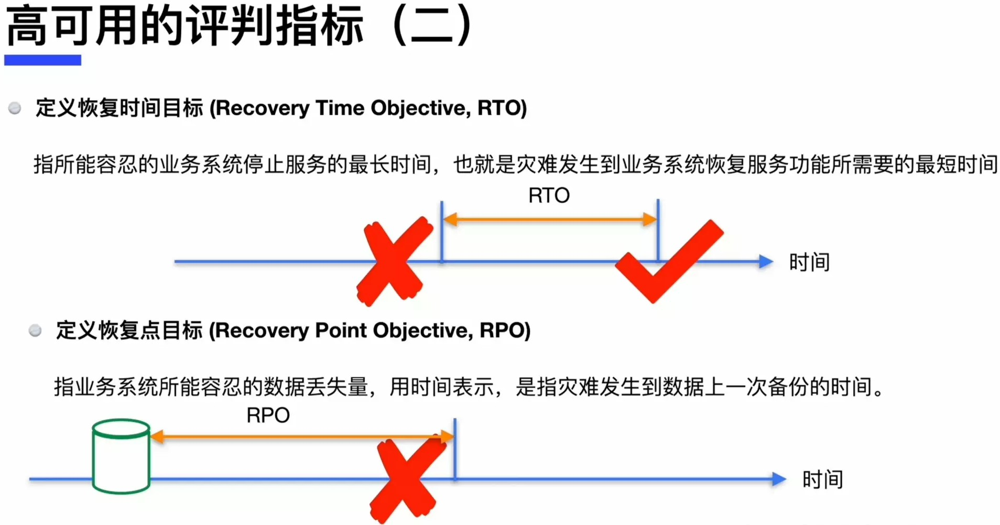 高可用的评判指标（二）
定义恢复时间目标 (Recovery Time Objective, RTO)
指所能容忍的业务系统停止服务的最长时间，也就是灾难发生到业务系统恢复服务功能所需要的最短时间
RTO
时间
定义恢复点目标 (Recovery Point Objective, RPO)
指业务系统所能容忍的数据丢失量，用时间表示，是指灾难发生到数据上一次备份的时间。
RPO
时间